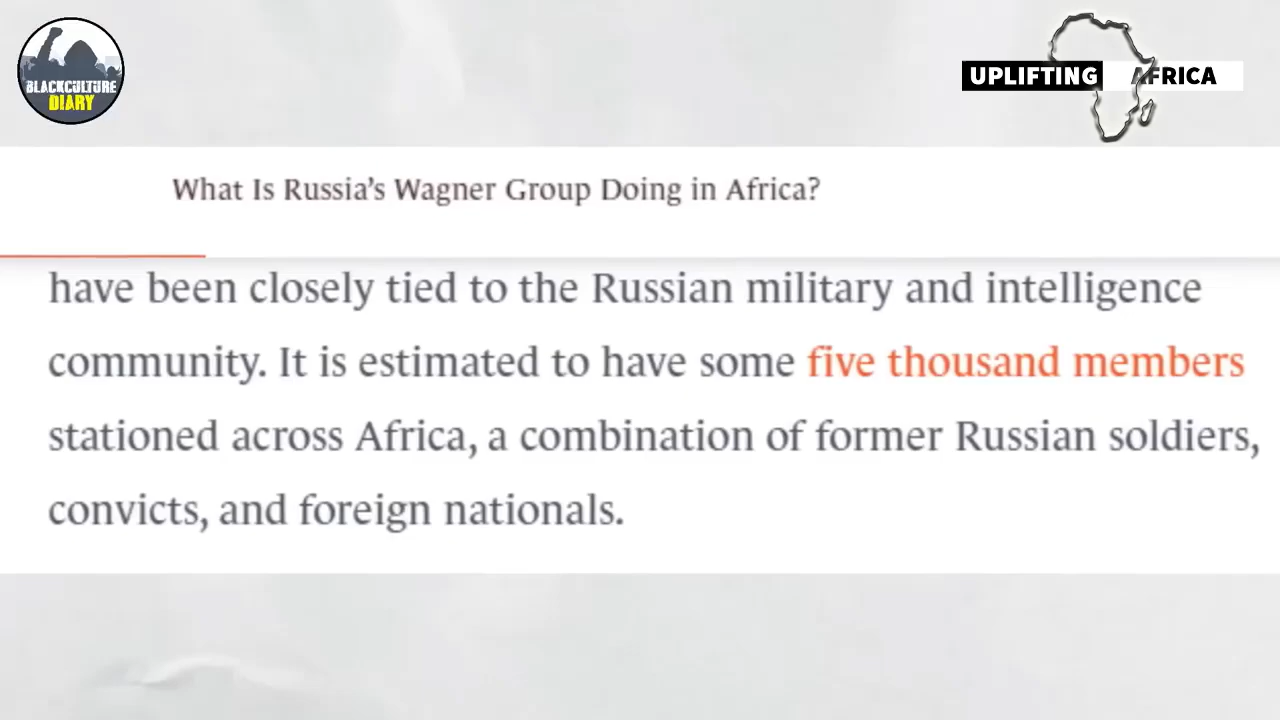 BLACKCULTURE
DIARY
UPLIFTING AFRICA
What Is Russia’s Wagner Group Doing in Africa?
have been closely tied to the Russian military and intelligence
community. It is estimated to have some five thousand members
stationed across Africa, a combination of former Russian soldiers,
convicts, and foreign nationals.